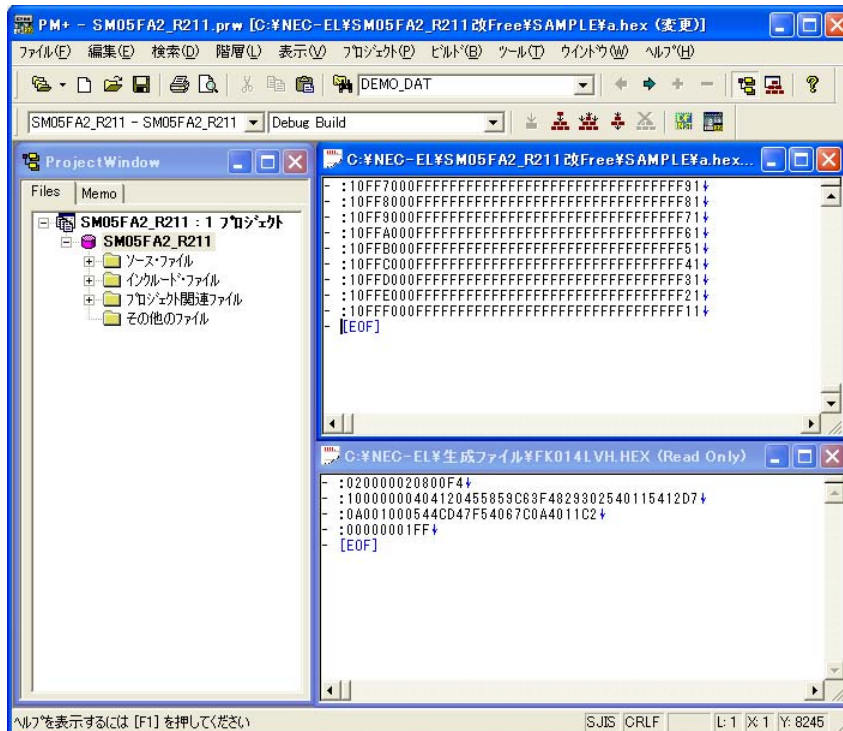 PM+ - SM05FA2_R211.prw [C:¥NEC-EL¥SM05FA2_R211改Free¥SAMPLE¥a.hex (変更)]
ファイル(F) 編集(E) 検索(D) 階層(L) 表示(V) プロジェクト(P) ビルド(B) ツール(T) ウインドウ(W) ヘルプ(H)
DEMO_DAT
SM05FA2_R211 - SM05FA2_R211 Debug Build
ProjectWindow
Files Memo
SM05FA2_R211 : 1 プロジェクト
SM05FA2_R211
ソース・ファイル
インクルード・ファイル
プロジェクト関連ファイル
その他のファイル
C:¥NEC-EL¥SM05FA2_R211改Free¥SAMPLE¥a.hex...
- :10FF7000FFFFFFFFFFFFFFFFFFFFFFFFFFFFFFFF91↓
- :10FF8000FFFFFFFFFFFFFFFFFFFFFFFFFFFFFFFF81↓
- :10FF9000FFFFFFFFFFFFFFFFFFFFFFFFFFFFFFFF71↓
- :10FFA000FFFFFFFFFFFFFFFFFFFFFFFFFFFFFFFF61↓
- :10FFB000FFFFFFFFFFFFFFFFFFFFFFFFFFFFFFFF51↓
- :10FFC000FFFFFFFFFFFFFFFFFFFFFFFFFFFFFFFF41↓
- :10FFD000FFFFFFFFFFFFFFFFFFFFFFFFFFFFFFFF31↓
- :10FFE000FFFFFFFFFFFFFFFFFFFFFFFFFFFFFFFF21↓
- :10FFF000FFFFFFFFFFFFFFFFFFFFFFFFFFFFFFFF11↓
- [EOF]
C:¥NEC-EL¥生成ファイル¥FK014LVH.HEX (Read Only)
- :020000020800F4↓
- :10000000404120455859C63F4829302540115412D7↓
- :0A001000544CD47F54067C0A4011C2↓
- :00000001FF↓
- [EOF]
ヘルプを表示するには [F1] を押してください SJIS CRLF L: 1 X: 1 Y: 8245